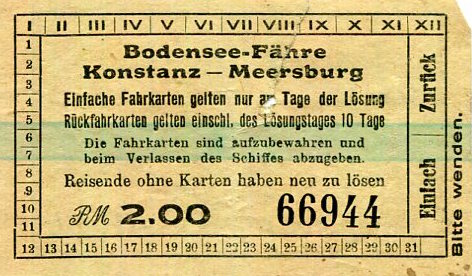 I II III IV V VI VII VIII IX X XI XII
1
2
3
4
5
6
7
8
9
10
11
Bodensee-Fähre
Konstanz – Meersburg
Einfache Fahrkarten gelten nur am Tage der Lösung
Rückfahrkarten gelten einschl. des Lösungstages 10 Tage
Die Fahrkarten sind aufzubewahren und
beim Verlassen des Schiffes abzugeben.
Reisende ohne Karten haben neu zu lösen
RM 2.00 66944
12 13 14 15 16 17 18 19 20 21 22 23 24 25 26 27 28 29 30 31
Einfach Zurück
Bitte wenden.